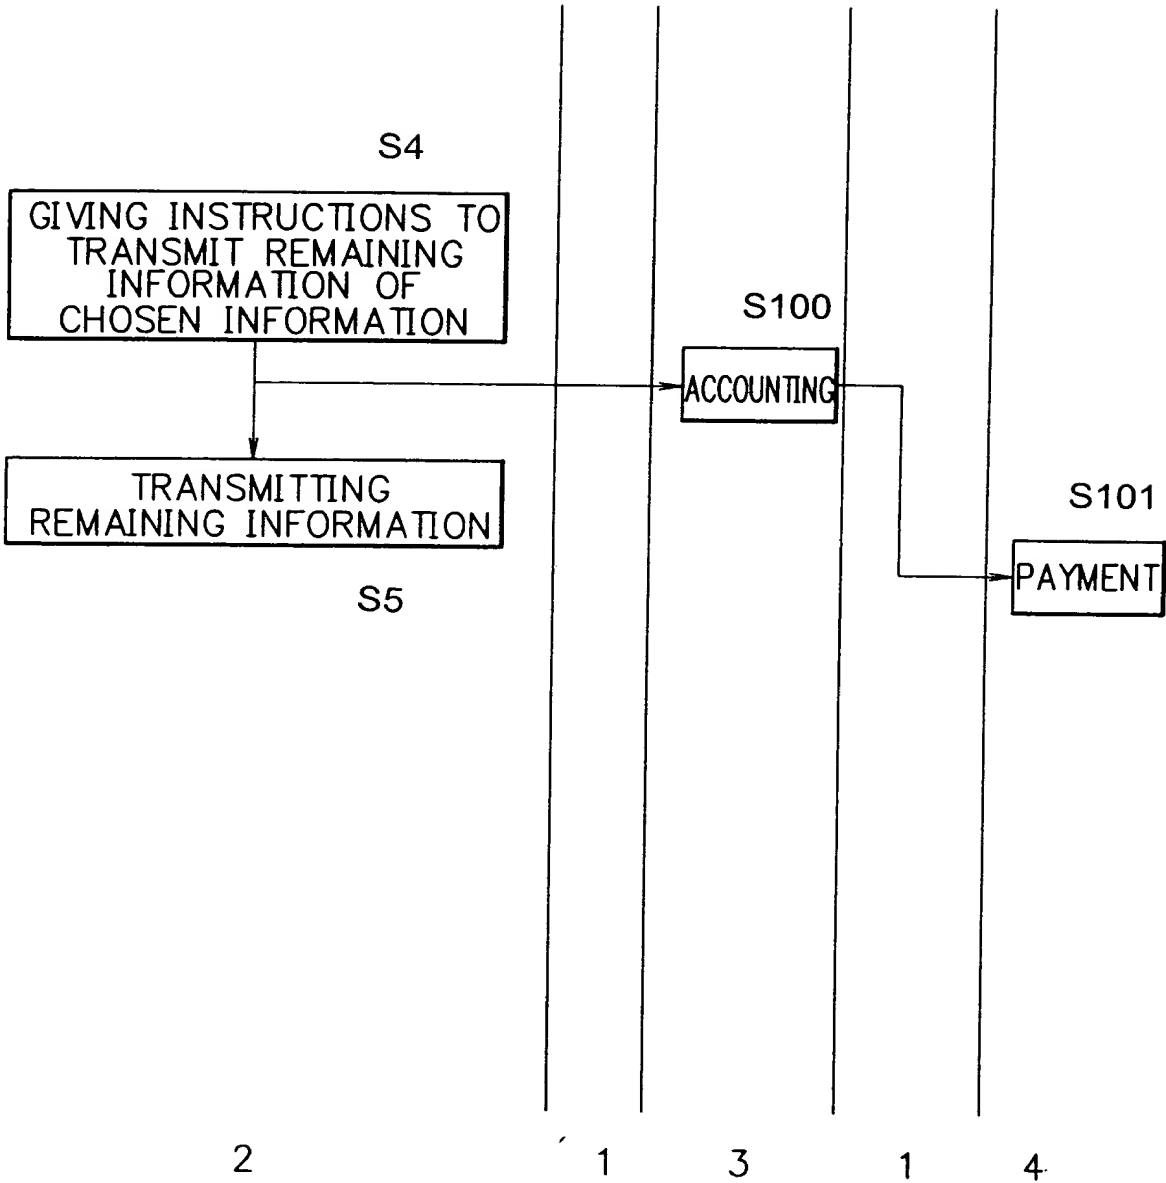 S4
GIVING INSTRUCTIONS TO
TRANSMIT REMAINING
INFORMATION OF
CHOSEN INFORMATION
S100
ACCOUNTING
TRANSMITTING
REMAINING INFORMATION
S101
PAYMENT
S5
2 1 3 1 4